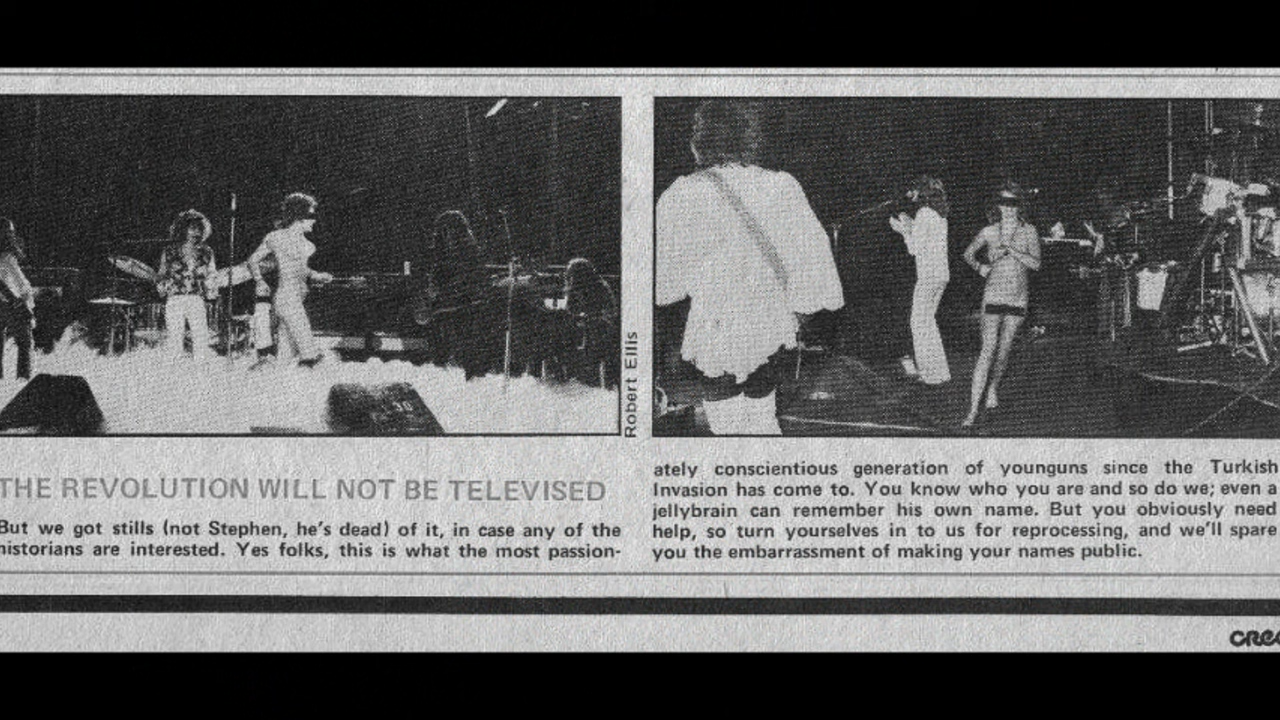 Robert Ellis
THE REVOLUTION WILL NOT BE TELEVISED
But we got stills (not Stephen, he's dead) of it, in case any of the
historians are interested. Yes folks, this is what the most passion-
ately conscientious generation of younguns since the Turkish
Invasion has come to. You know who you are and so do we; even a
jellybrain can remember his own name. But you obviously need
help, so turn yourselves in to us for reprocessing, and we'll spare
you the embarrassment of making your names public.